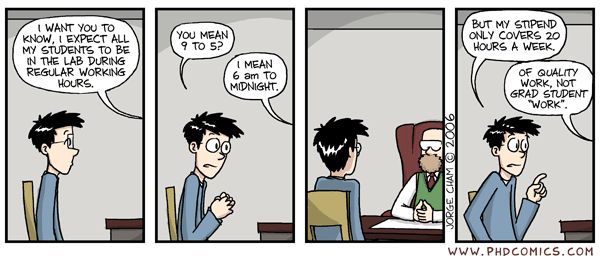 I WANT YOU TO
KNOW, I EXPECT ALL
MY STUDENTS TO BE
IN THE LAB DURING
REGULAR WORKING
HOURS.
YOU MEAN
9 TO 5?
I MEAN
6 am TO
MIDNIGHT.
JORGE CHAM © 2006
BUT MY STIPEND
ONLY COVERS 20
HOURS A WEEK.
OF QUALITY
WORK, NOT
GRAD STUDENT
"WORK".
WWW.PHDCOMICS.COM